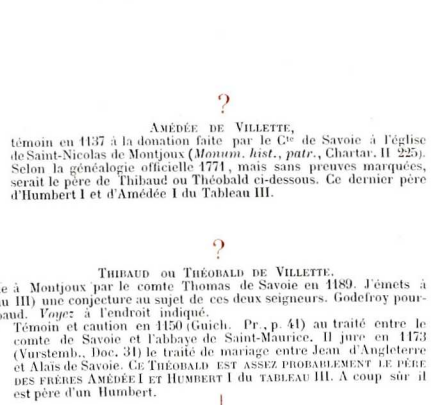 ?
AMÉDÉE DE VILLETTE,
témoin en 1137 à la donation faite par le Cte de Savoie à l'église
de Saint-Nicolas de Montjoux (Monum. hist., patr., Chartar. II 225).
Selon la généalogie officielle 1771, mais sans preuves marquées,
serait le père de Thibaud ou Théobald ci-dessous. Ce dernier père
d'Humbert I et d'Amédée I du Tableau III.
?
THIBAUD OU THÉOBALD DE VILLETTE.
e à Montjoux par le comte Thomas de Savoie en 1189. J'émets à
u III) une conjecture au sujet de ces deux seigneurs. Godefroy pour-
baud. Voyez à l'endroit indiqué.
Témoin et caution en 1150 (Guich. Pr., p. 41) au traité entre le
comte de Savoie et l'abbaye de Saint-Maurice. Il jure en 1173
(Vurstemb., Doc. 31) le traité de mariage entre Jean d'Angleterre
et Alaïs de Savoie. CE THÉOBALD EST ASSEZ PROBABLEMENT LE PÈRE
DES FRÈRES AMÉDÉE I ET HUMBERT I DU TABLEAU III. A coup sûr il
est père d'un Humbert.